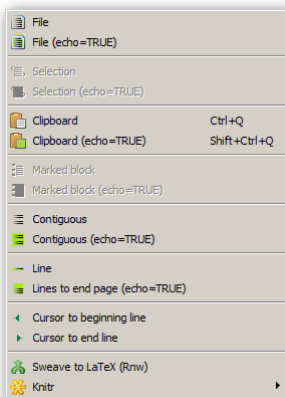 File
File (echo=TRUE)
Selection
Selection (echo=TRUE)
Clipboard Ctrl+Q
Clipboard (echo=TRUE) Shift+Ctrl+Q
Marked block
Marked block (echo=TRUE)
Contiguous
Contiguous (echo=TRUE)
Line
Lines to end page (echo=TRUE)
Cursor to beginning line
Cursor to end line
Sweave to LaTeX (Rnw)
Knitr